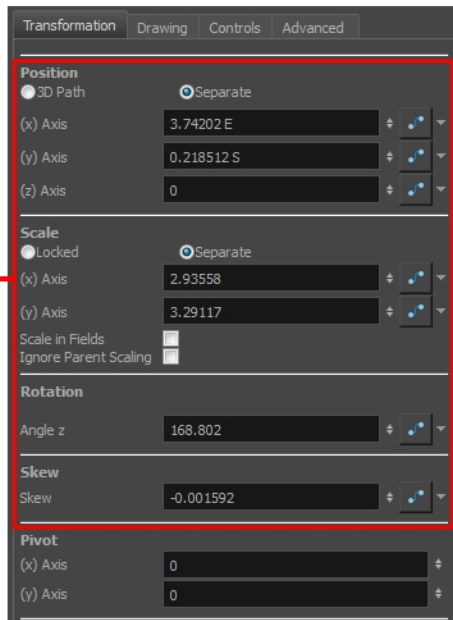 Transformation Drawing Controls Advanced
Position
3D Path Separate
(x) Axis 3.74202 E
(y) Axis 0.218512 S
(z) Axis 0
Scale
Locked Separate
(x) Axis 2.93558
(y) Axis 3.29117
Scale in Fields
Ignore Parent Scaling
Rotation
Angle z 168.802
Skew
Skew -0.001592
Pivot
(x) Axis 0
(y) Axis 0